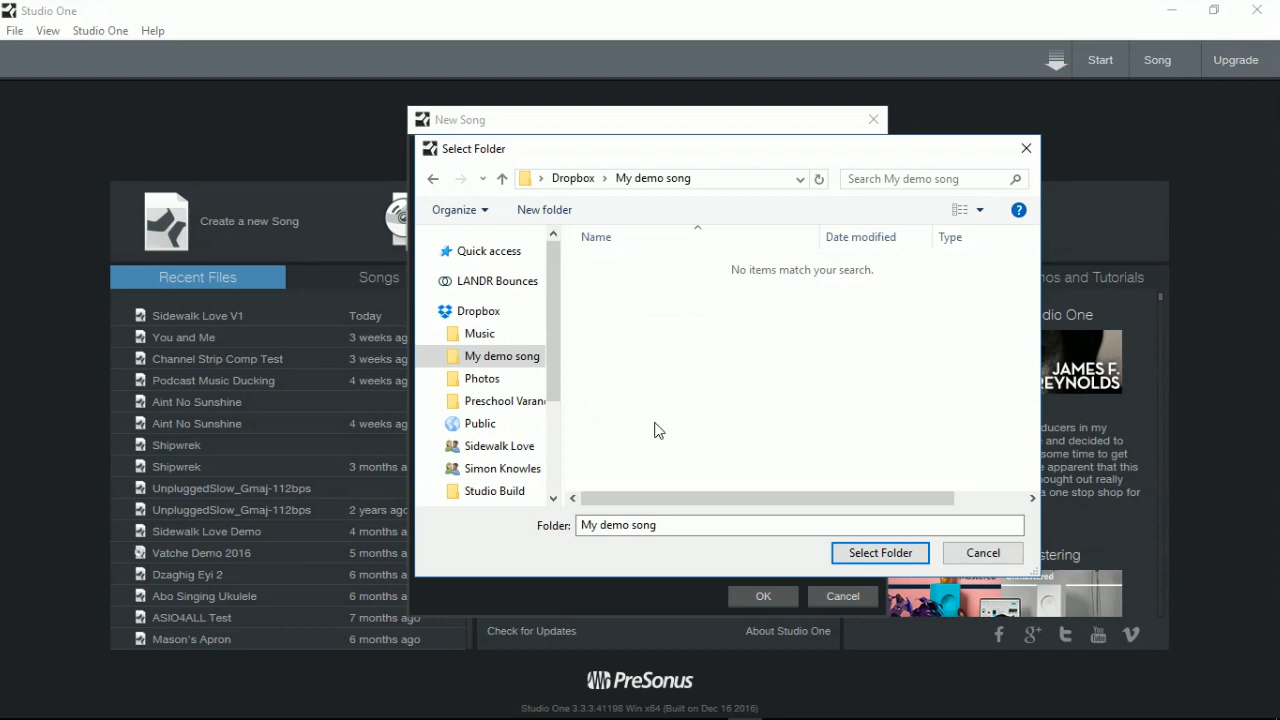 Studio One
File View Studio One Help
Start Song Upgrade
New Song
Select Folder
Dropbox My demo song
Search My demo song
Organize New folder
Create a new Song
Name Date modified Type
No items match your search.
Quick access
LANDR Bounces
Dropbox
Music
My demo song
Photos
Preschool Varan
Public
Sidewalk Love
Simon Knowles
Studio Build
Folder: My demo song
Select Folder Cancel
OK Cancel
Recent Files Songs
Sidewalk Love V1 Today
You and Me 3 weeks ag
Channel Strip Comp Test 3 weeks ag
Podcast Music Ducking 4 weeks ag
Aint No Sunshine
Aint No Sunshine 4 weeks ag
Shipwrek
Shipwrek 3 months a
UnpluggedSlow_Gmaj-112bps
UnpluggedSlow_Gmaj-112bps 2 years ago
Sidewalk Love Demo 4 months a
Vatche Demo 2016 5 months a
Dzaghig Eyi 2 6 months a
Abo Singing Ukulele 6 months a
ASIO4ALL Test 7 months ago
Mason's Apron 6 months ago
Check for Updates About Studio One
nos and Tutorials
dio One
JAMES F.
REYNOLDS
ducers in my
e and decided to
some time to get
e apparent that this
nought out really
a one stop shop for
stering
PreSonus
Studio One 3.3.3.41198 Win x64 (Built on Dec 16 2016)